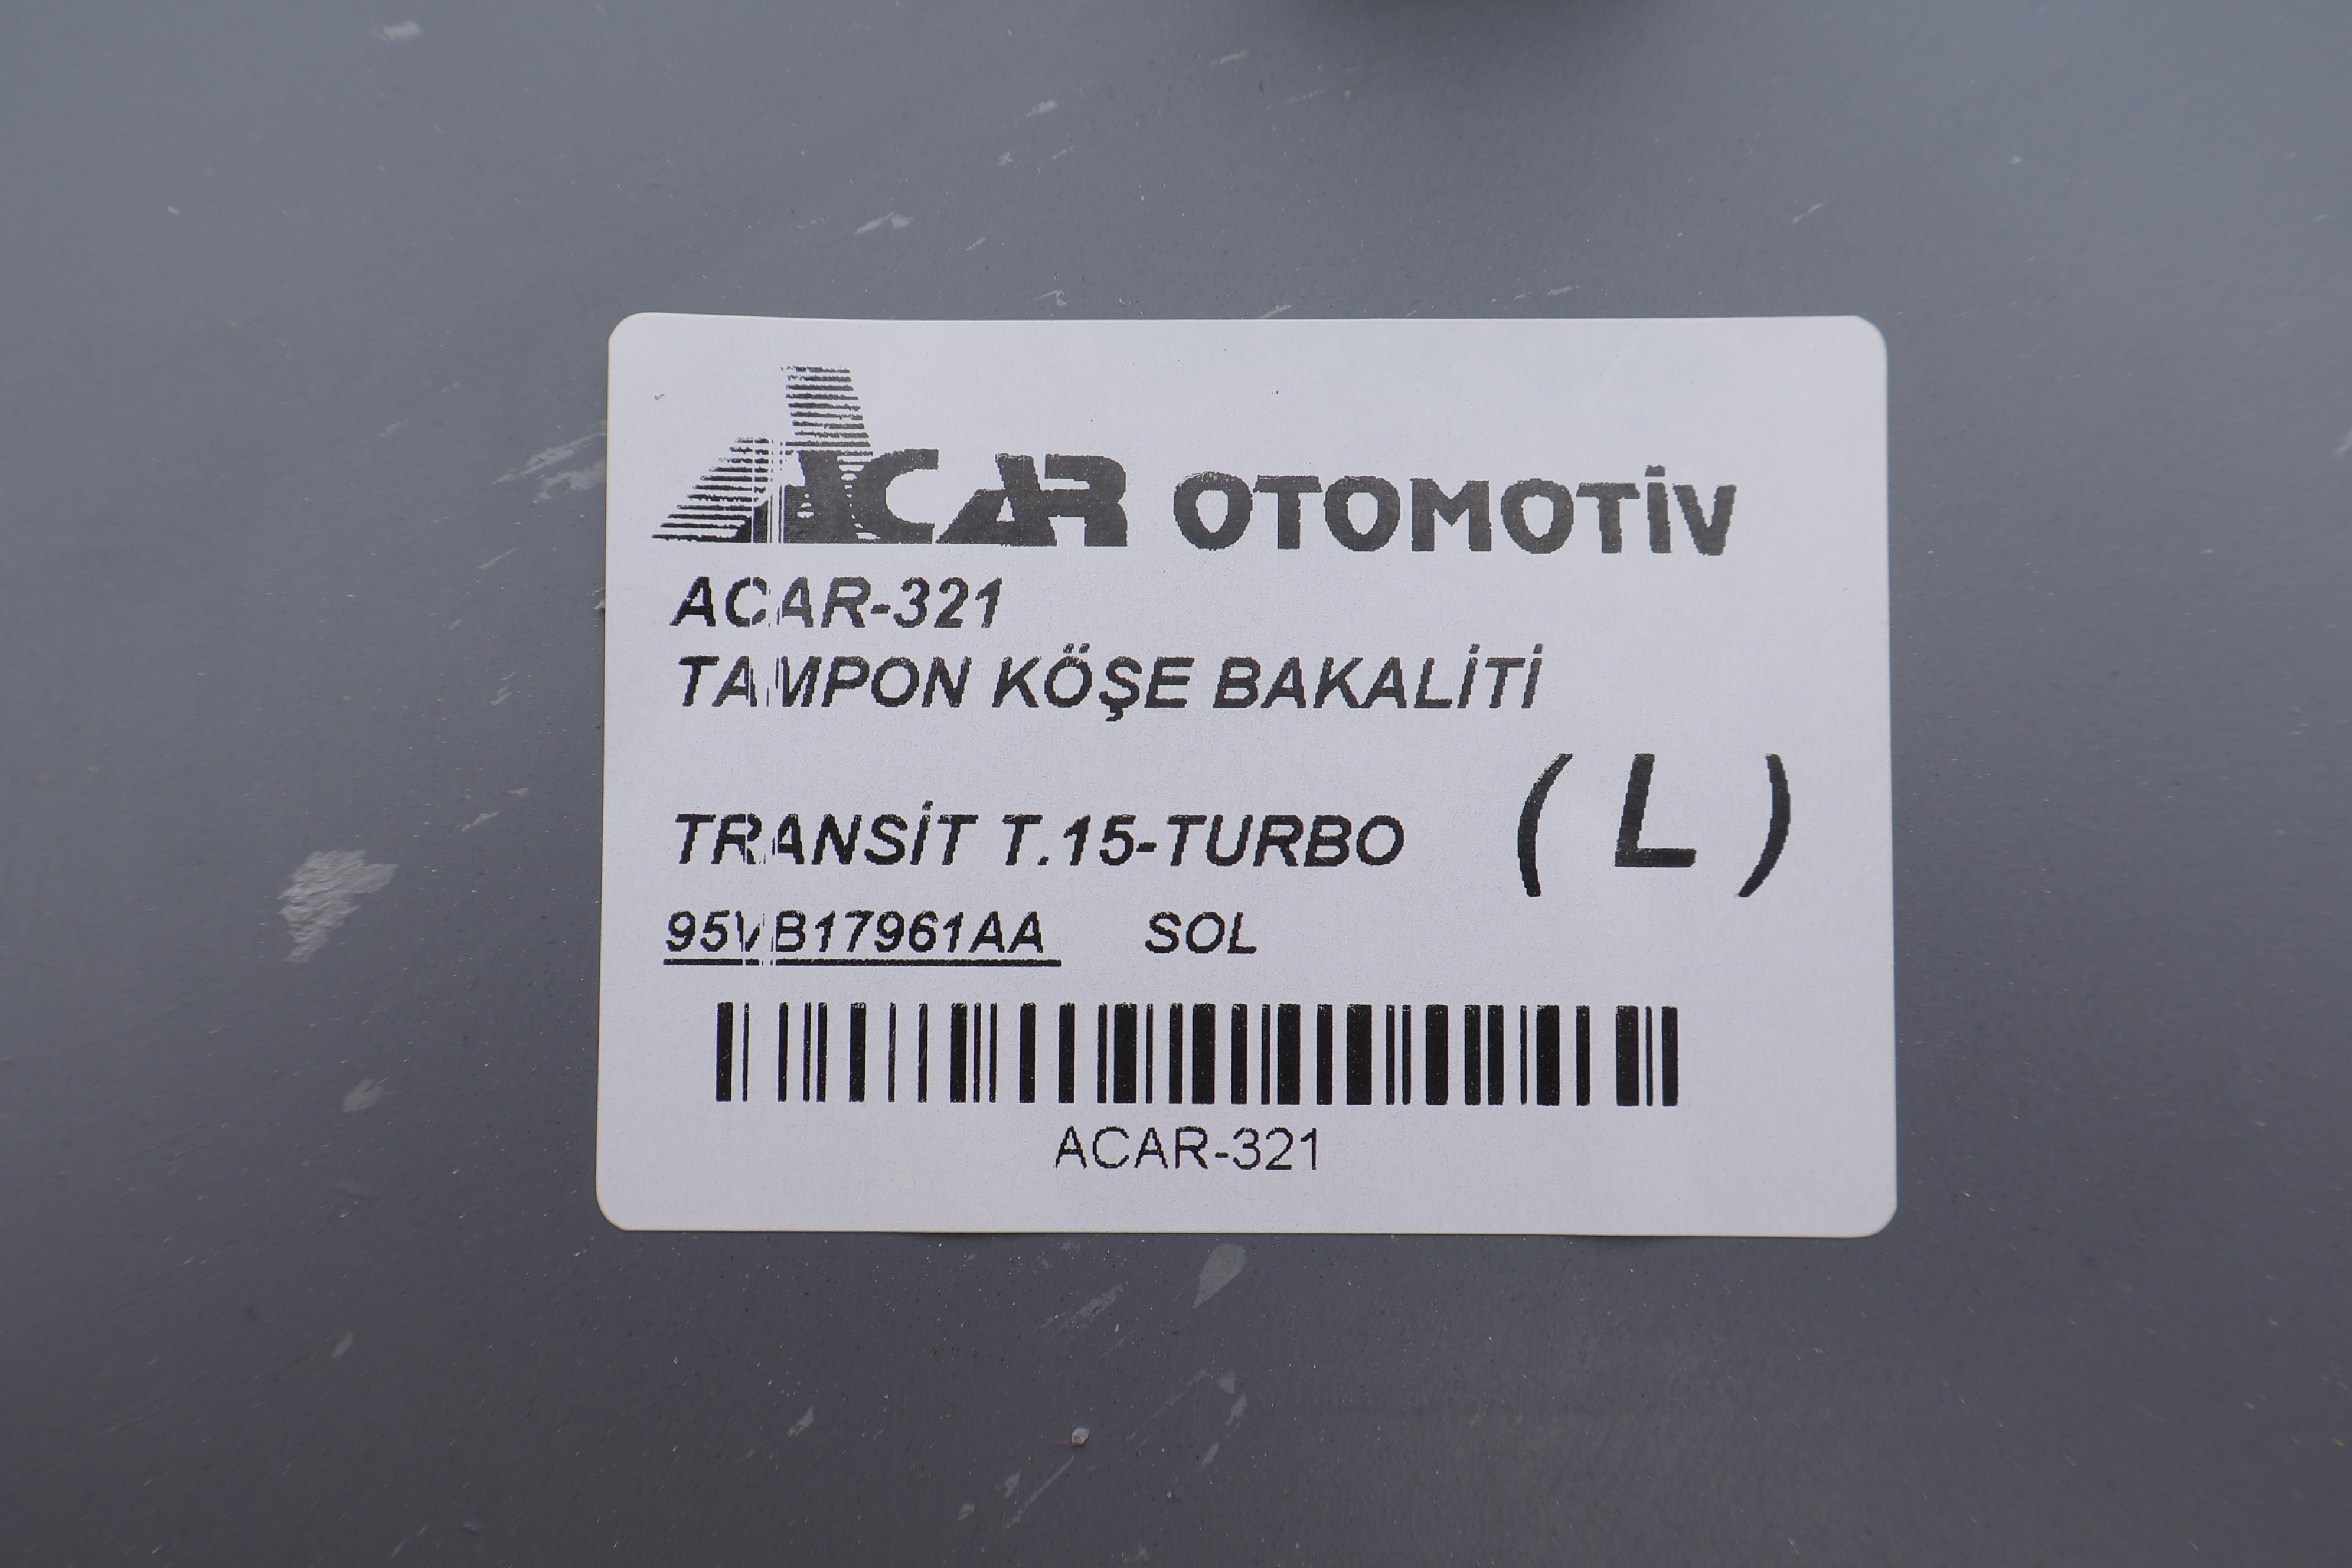 ACAR OTOMOTİV
ACAR-321
TAMPON KÖŞE BAKALİTİ
TRANSİT T.15-TURBO ( L )
95VB17961AA SOL
ACAR-321